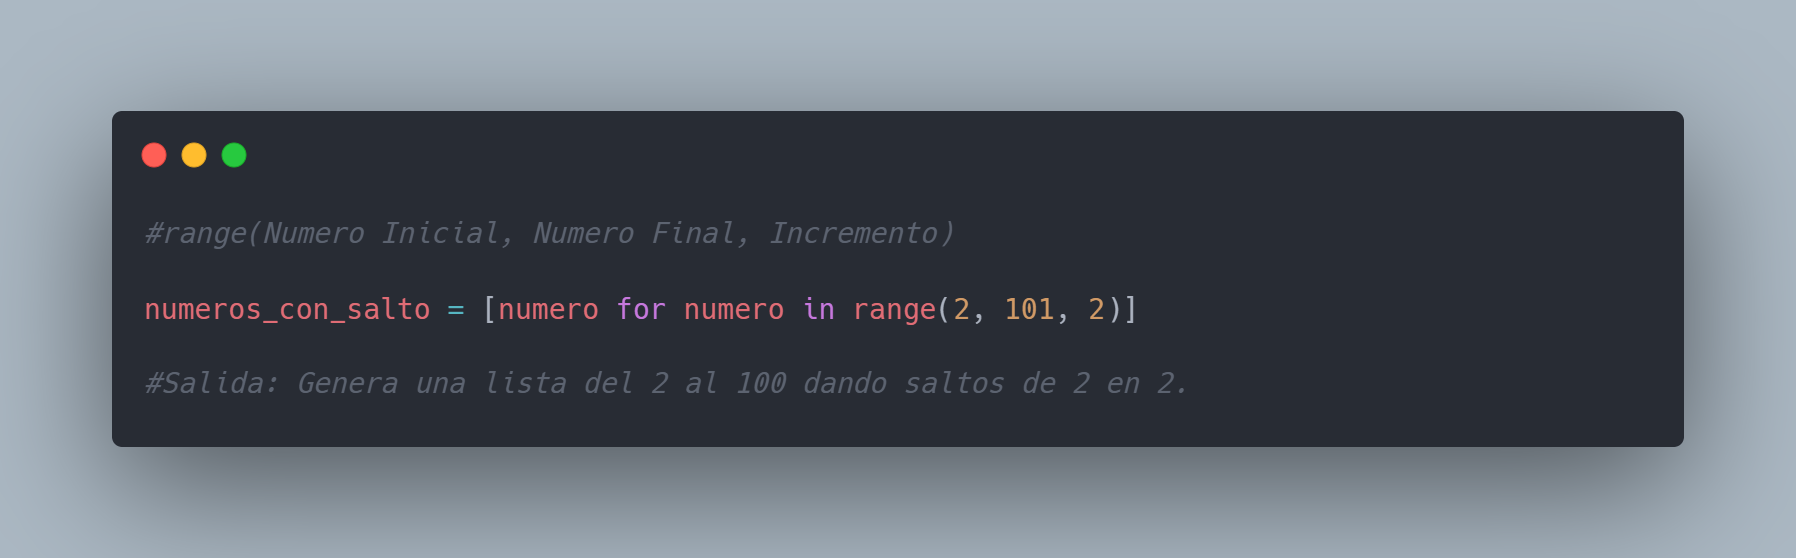 #range(Numero Inicial, Numero Final, Incremento)
numeros_con_salto = [numero for numero in range(2, 101, 2)]
#Salida: Genera una lista del 2 al 100 dando saltos de 2 en 2.